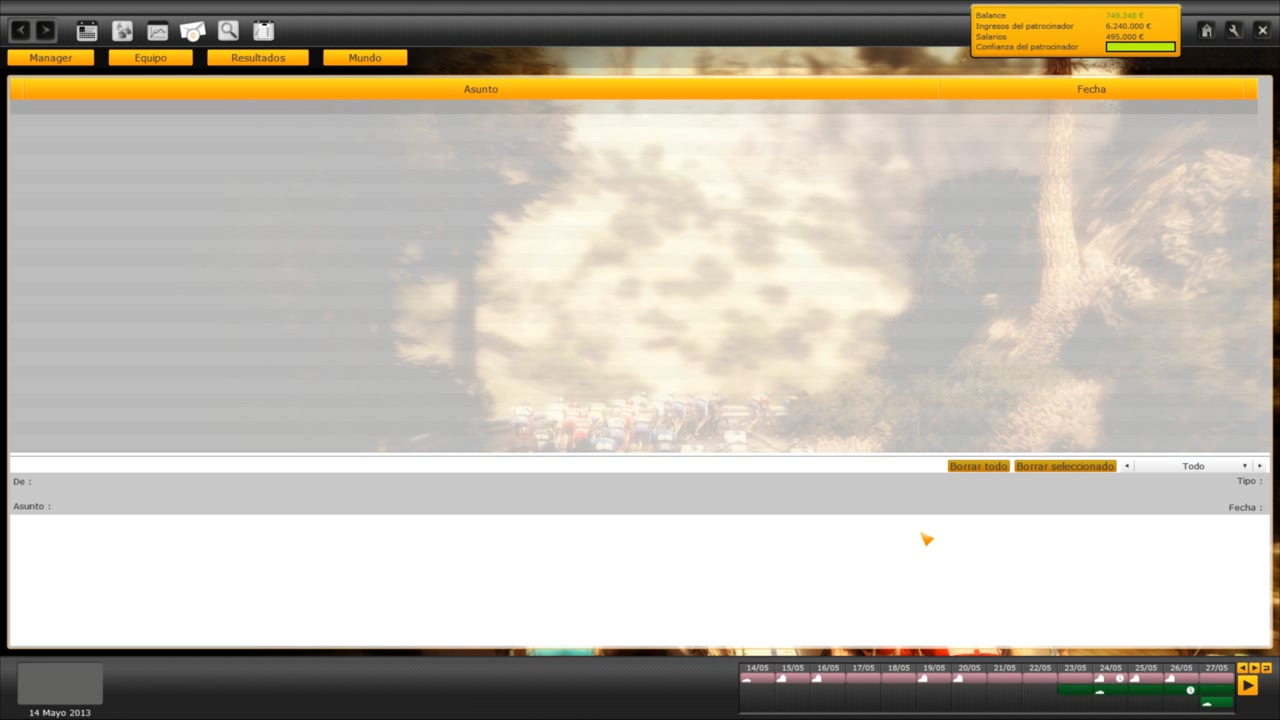 Balance 749.248 €
Ingresos del patrocinador 6.240.000 €
Salarios 495.000 €
Confianza del patrocinador
Manager Equipo Resultados Mundo
Asunto Fecha
Borrar todo Borrar seleccionado Todo
De : Tipo :
Asunto : Fecha :
14/05 15/05 16/05 17/05 18/05 19/05 20/05 21/05 22/05 23/05 24/05 25/05 26/05 27/05
14 Mayo 2013